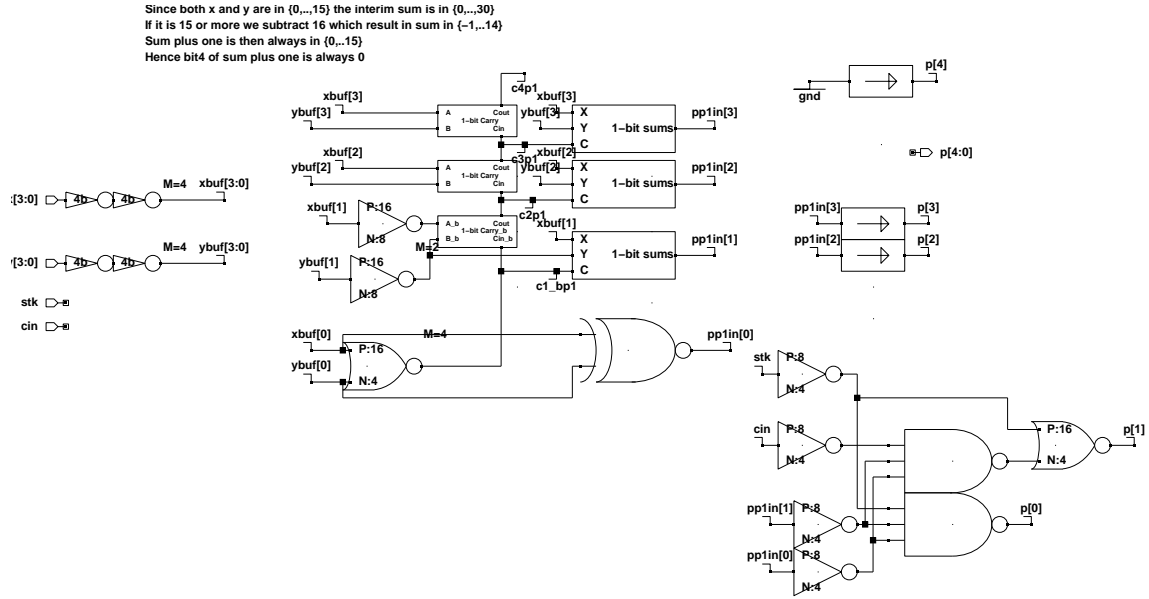 Since both x and y are in {0,..,15} the interim sum is in {0,..,30}
If it is 15 or more we subtract 16 which result in sum in {−1,..14}
Sum plus one is then always in {0,..15}
Hence bit4 of sum plus one is always 0
p[4]
gnd
c4p1
xbuf[3]
ybuf[3]
A
B
Cout
1−bit Carry
Cin
xbuf[3]
ybuf[3]
X
Y
C
1−bit sums
pp1in[3]
p[4:0]
c3p1
xbuf[2]
ybuf[2]
A
B
Cout
1−bit Carry
Cin
xbuf[2]
ybuf[2]
X
Y
C
1−bit sums
pp1in[2]
c2p1
[3:0]
4b
4b
M=4
xbuf[3:0]
xbuf[1]
P:16
N:8
A_b
B_b
Cout
1−bit Carry_b
Cin_b
xbuf[1]
X
Y
C
1−bit sums
pp1in[1]
pp1in[3]
p[3]
pp1in[2]
p[2]
[3:0]
4b
4b
M=4
ybuf[3:0]
M=2
ybuf[1]
P:16
N:8
c1_bp1
stk
cin
xbuf[0]
ybuf[0]
M=4
P:16
N:4
pp1in[0]
stk
P:8
N:4
cin
P:8
N:4
P:16
N:4
p[1]
pp1in[1]
P:8
N:4
p[0]
pp1in[0]
P:8
N:4